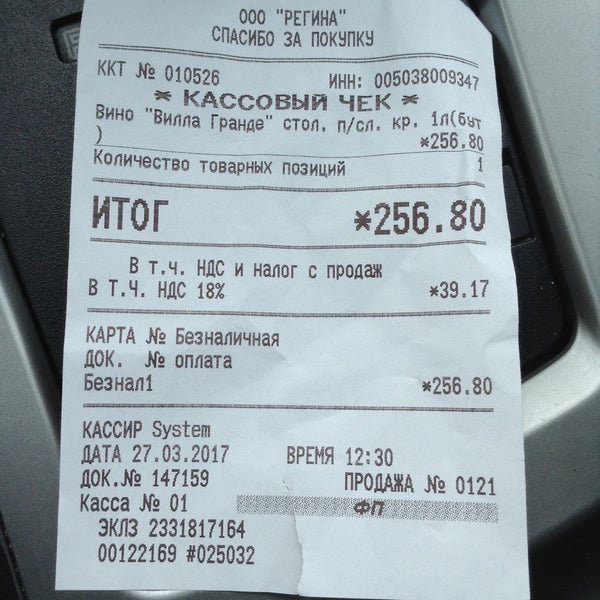 ООО "РЕГИНА"
СПАСИБО ЗА ПОКУПКУ
ККТ № 010526 ИНН: 005038009347
* КАССОВЫЙ ЧЕК *
Вино "Вилла Гранде" стол. п/сл. кр. 1л(бут
) *256.80
Количество товарных позиций 1
ИТОГ *256.80
В т.ч. НДС и налог с продаж
В Т.Ч. НДС 18% *39.17
КАРТА № Безналичная
ДОК. № оплата
Безнал1 *256.80
КАССИР System
ДАТА 27.03.2017 ВРЕМЯ 12:30
ДОК.№ 147159 ПРОДАЖА № 0121
Касса № 01 ФП
ЭКЛЗ 2331817164
00122169 #025032